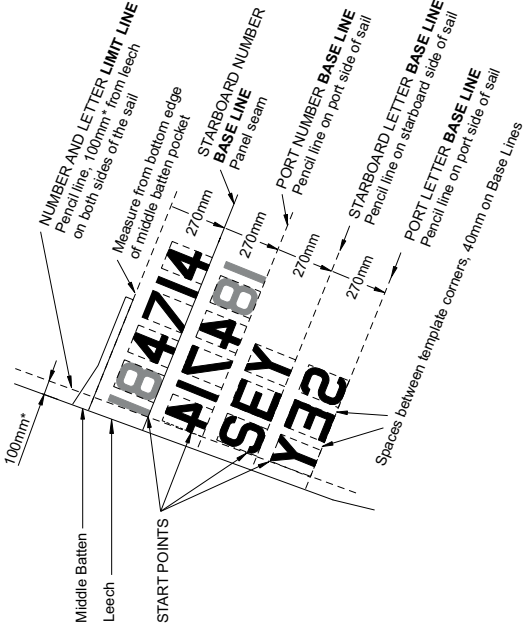 100mm*
NUMBER AND LETTER LIMIT LINE
Pencil line, 100mm* from leech
on both sides of the sail
Measure from bottom edge
of middle batten pocket
STARBOARD NUMBER
BASE LINE
Panel seam
PORT NUMBER BASE LINE
Pencil line on port side of sail
STARBOARD LETTER BASE LINE
Pencil line on starboard side of sail
PORT LETTER BASE LINE
Pencil line on port side of sail
270mm
270mm
270mm
270mm
184714
184714
SEY
SEY
Middle Batten
Leech
START POINTS
Spaces between template corners, 40mm on Base Lines